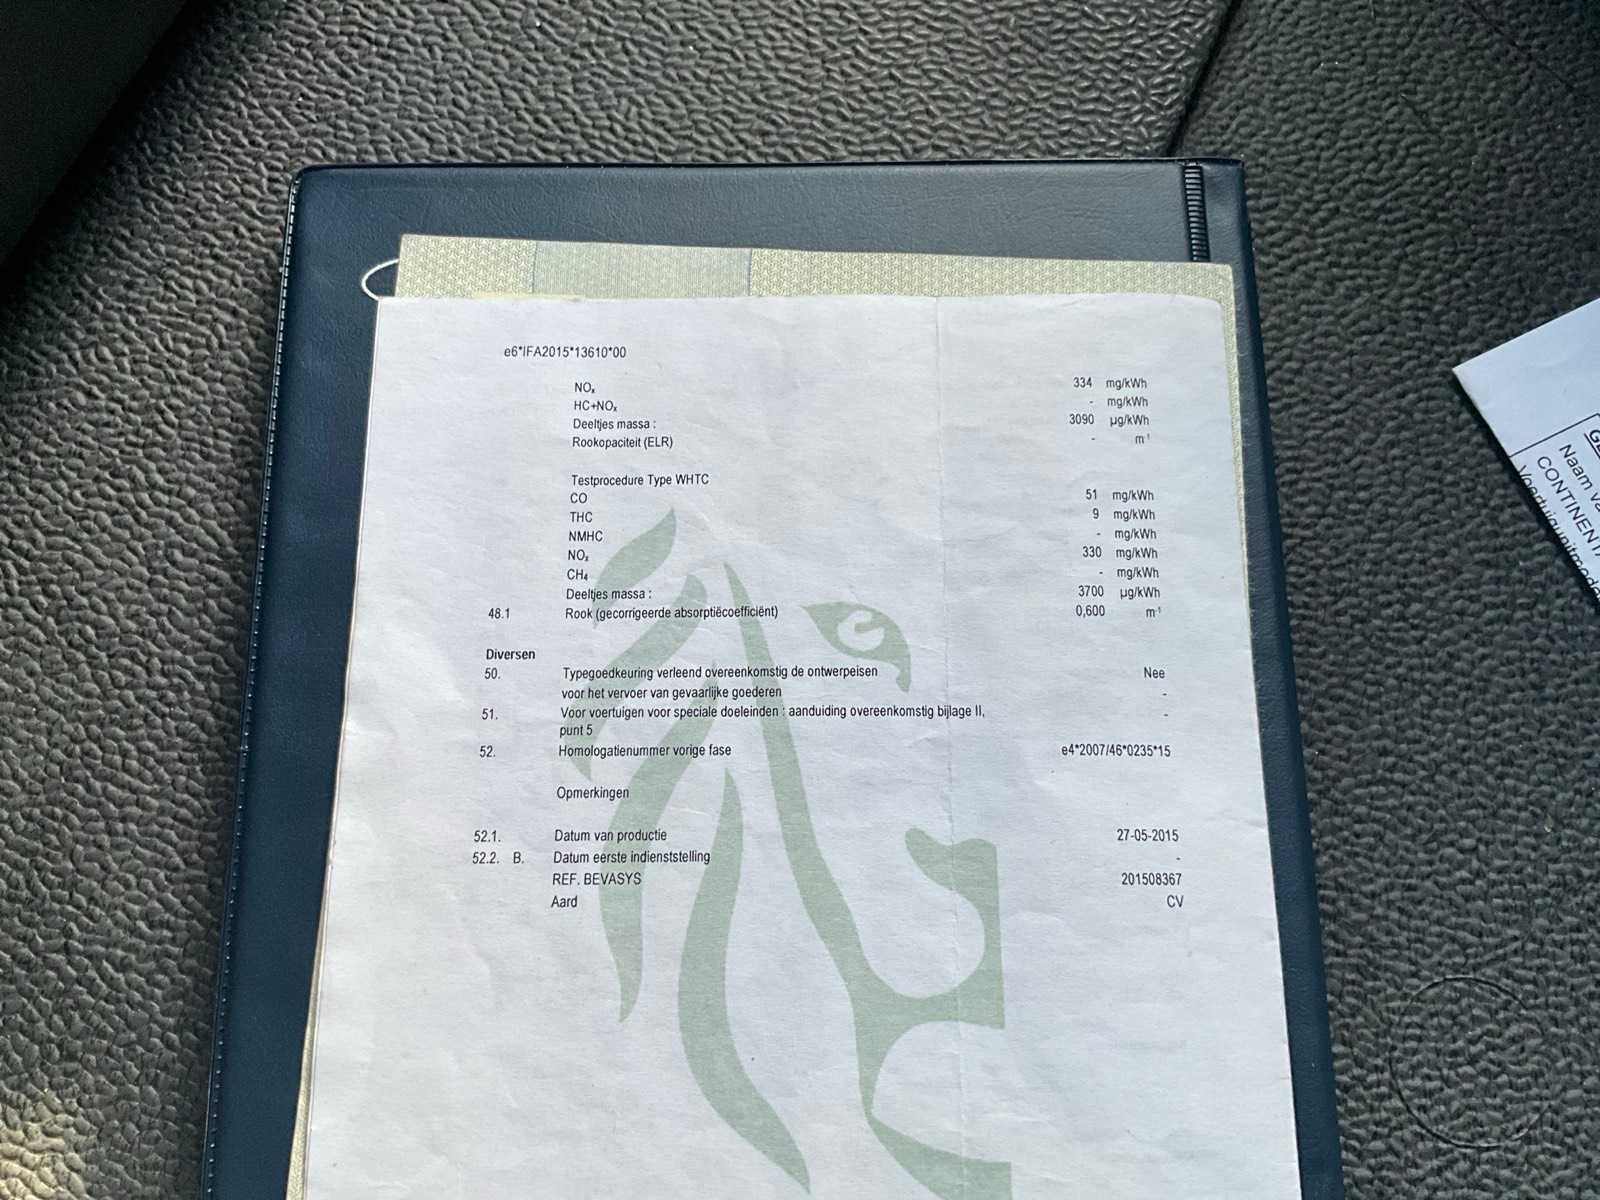 e6*IFA2015*13610*00
NOₓ 334 mg/kWh
HC+NOₓ - mg/kWh
Deeltjes massa : 3090 µg/kWh
Rookopaciteit (ELR) - m⁻¹
Testprocedure Type WHTC
CO 51 mg/kWh
THC 9 mg/kWh
NMHC - mg/kWh
NOₓ 330 mg/kWh
CH₄ - mg/kWh
Deeltjes massa : 3700 µg/kWh
48.1 Rook (gecorrigeerde absorptiëcoefficiënt) 0,600 m⁻¹
Diversen
50. Typegoedkeuring verleend overeenkomstig de ontwerpeisen Nee
voor het vervoer van gevaarlijke goederen -
51. Voor voertuigen voor speciale doeleinden : aanduiding overeenkomstig bijlage II, -
punt 5
52. Homologatienummer vorige fase e4*2007/46*0235*15
Opmerkingen
52.1. Datum van productie 27-05-2015
52.2. B. Datum eerste indienststelling -
REF. BEVASYS 201508367
Aard CV
Naam
CONTINENTA